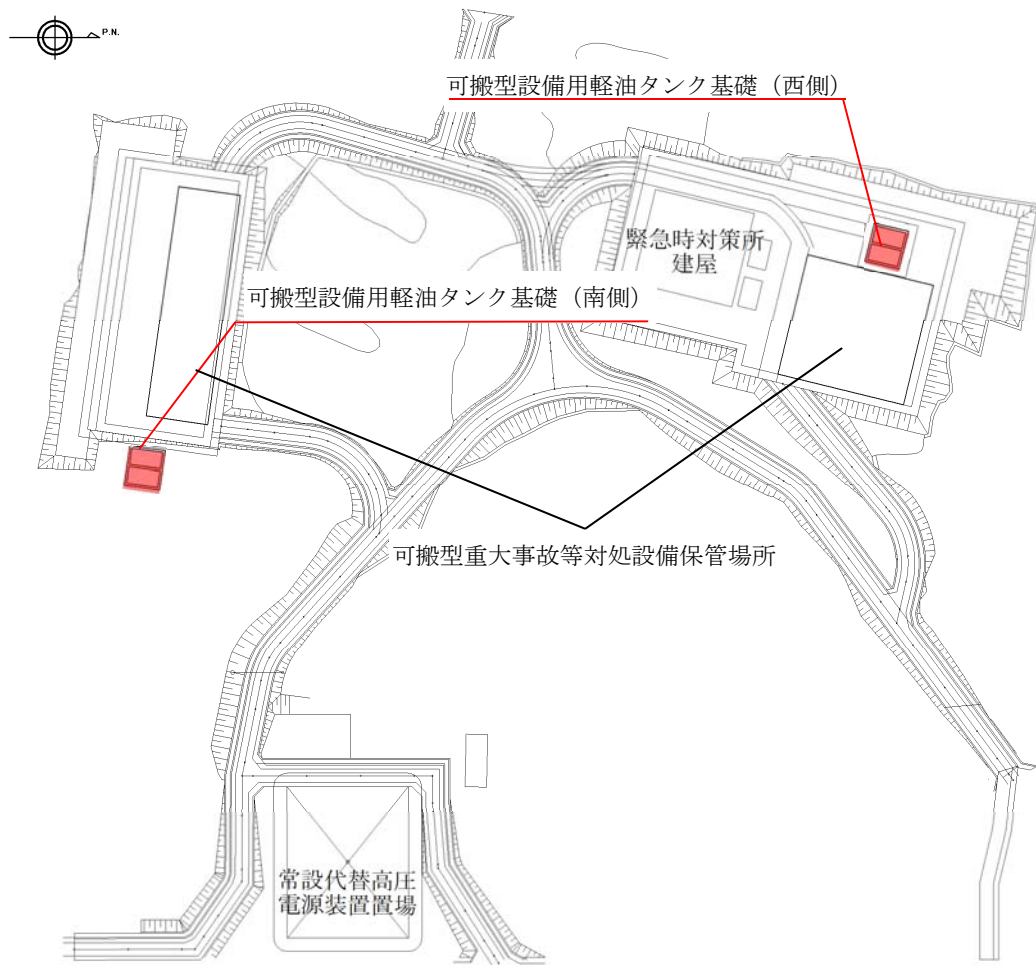 P.N.
可搬型設備用軽油タンク基礎（西側）
緊急時対策所
建屋
可搬型設備用軽油タンク基礎（南側）
可搬型重大事故等対処設備保管場所
常設代替高圧
電源装置置場